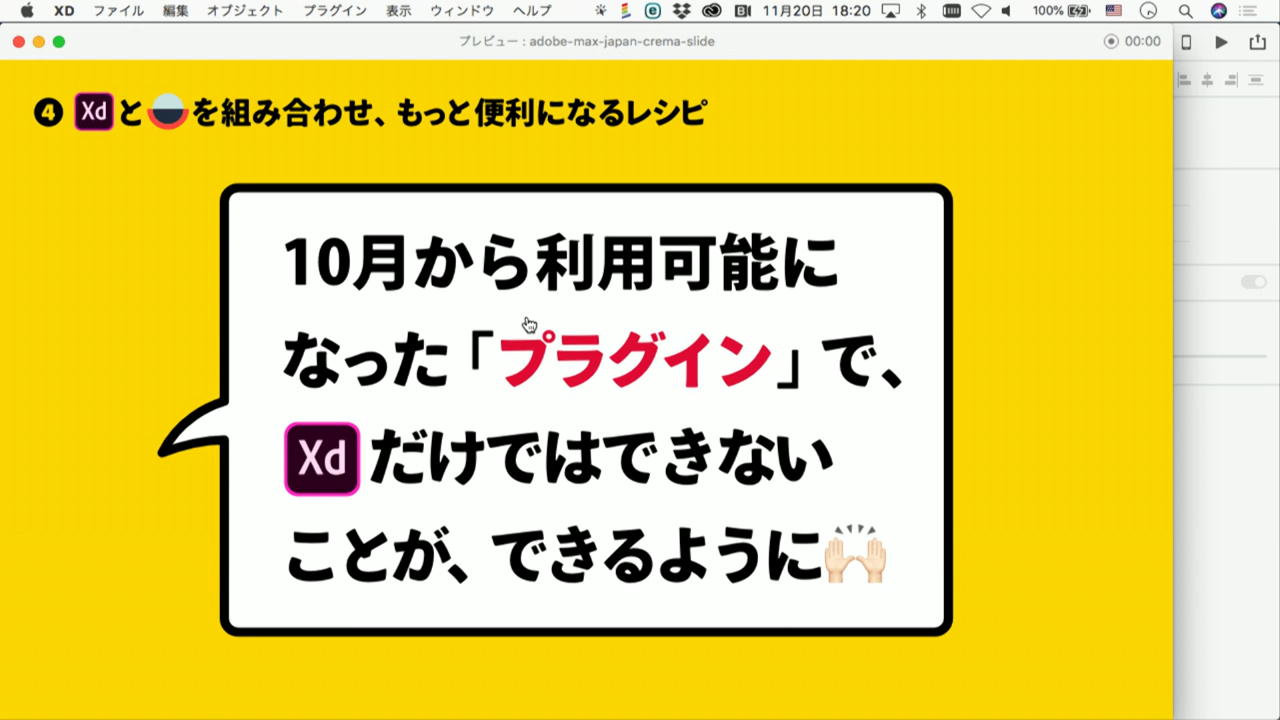 XD ファイル 編集 オブジェクト プラグイン 表示 ウィンドウ ヘルプ 11月20日 18:20 100%
プレビュー : adobe-max-japan-crema-slide 00:00
4 Xd と を組み合わせ、もっと便利になるレシピ
10月から利用可能に
なった「プラグイン」で、
Xd だけではできない
ことが、できるように